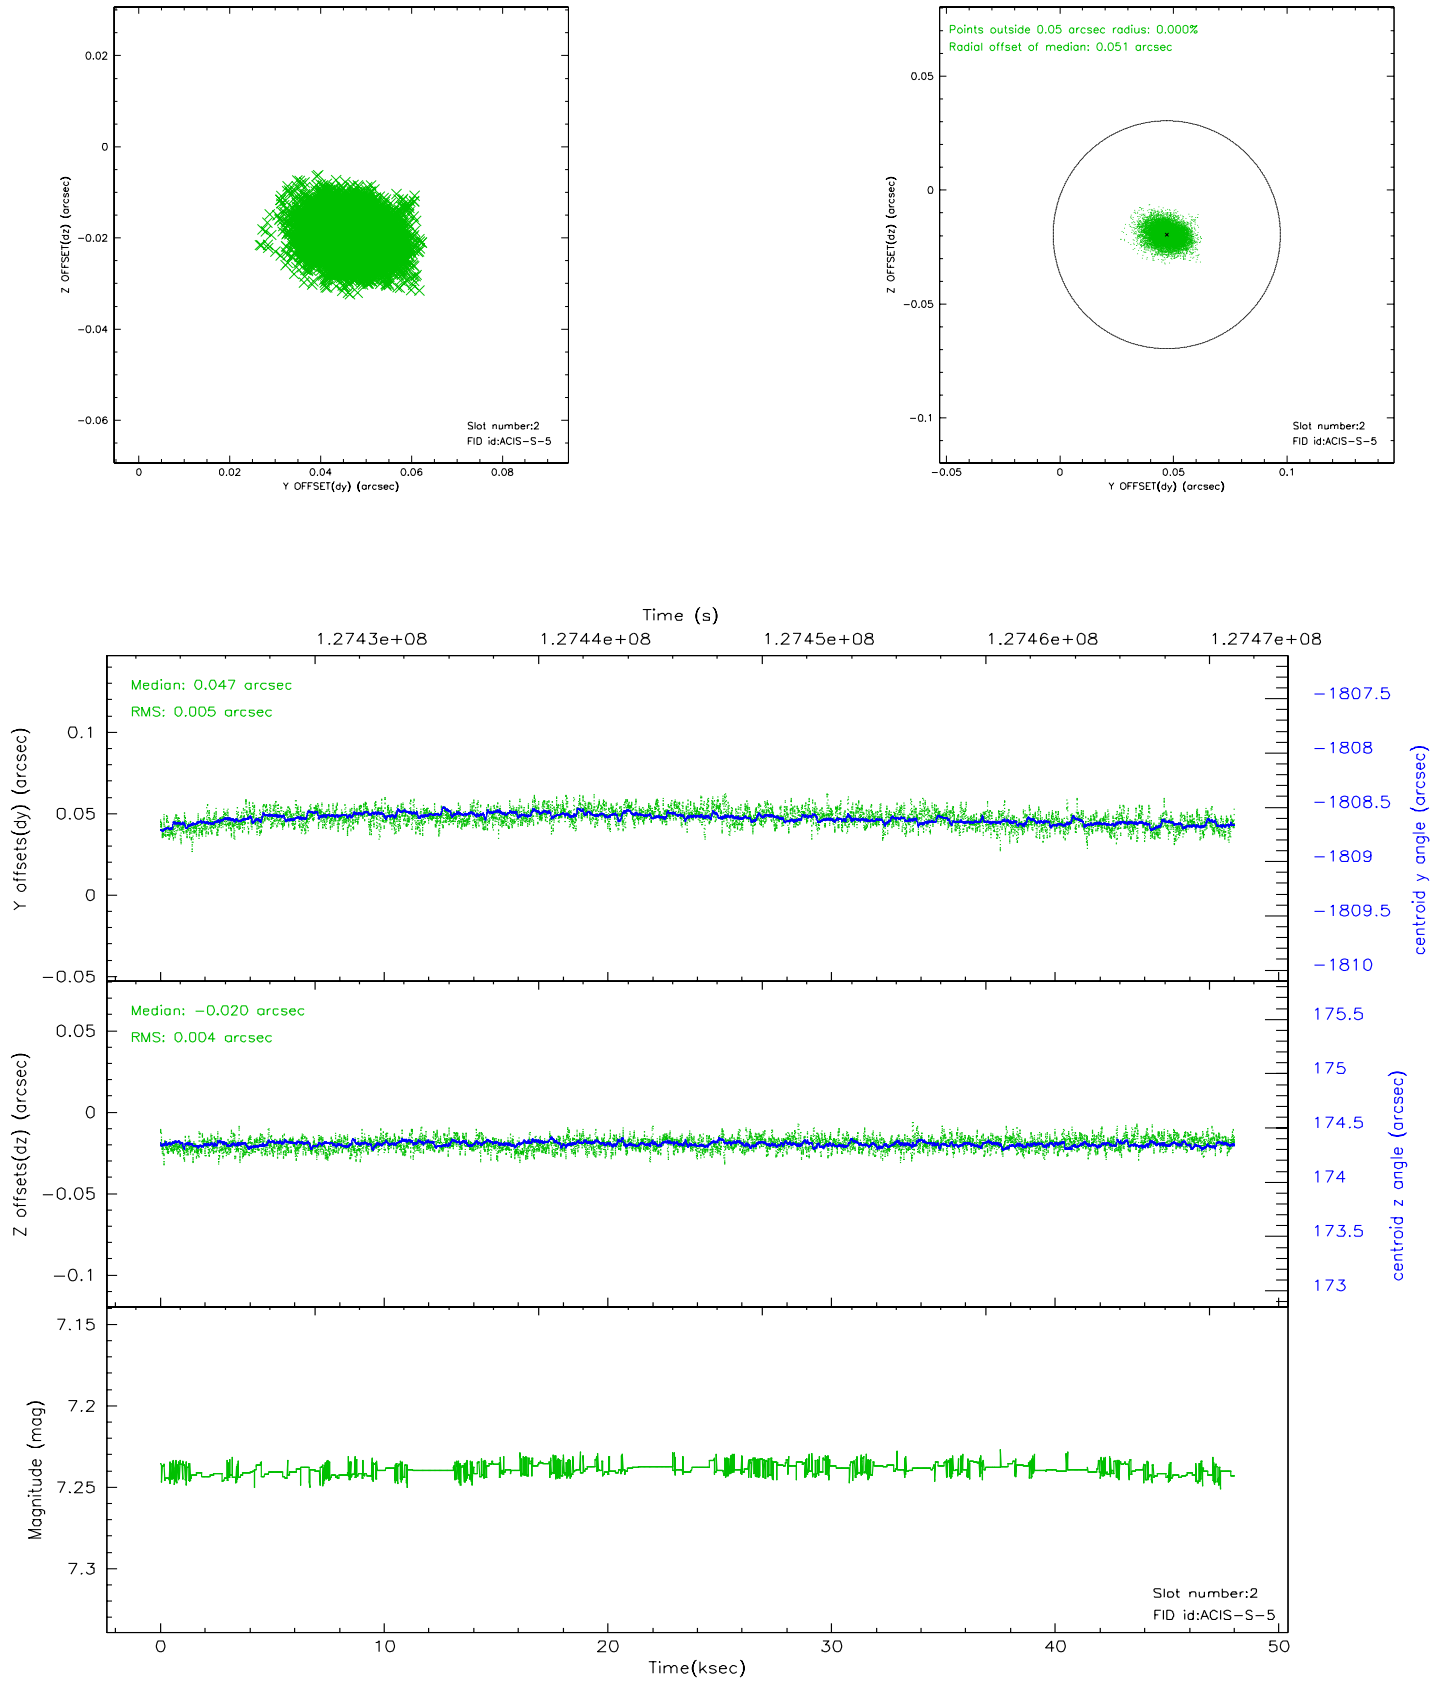 0.02
0
-0.02
-0.04
-0.06
Z OFFSET(dz) (arcsec)
Slot number:2
FID id:ACIS-S-5
0 0.02 0.04 0.06 0.08
Y OFFSET(dy) (arcsec)
Points outside 0.05 arcsec radius: 0.000%
Radial offset of median: 0.051 arcsec
0.05
0
-0.05
-0.1
Z OFFSET(dz) (arcsec)
Slot number:2
FID id:ACIS-S-5
-0.05 0 0.05 0.1
Y OFFSET(dy) (arcsec)
Time (s)
1.2743e+08 1.2744e+08 1.2745e+08 1.2746e+08 1.2747e+08
Median: 0.047 arcsec
RMS: 0.005 arcsec
0.1
0.05
0
-0.05
Y offsets(dy) (arcsec)
-1807.5
-1808
-1808.5
-1809
-1809.5
-1810
centroid y angle (arcsec)
Median: -0.020 arcsec
RMS: 0.004 arcsec
0.05
0
-0.05
-0.1
Z offsets(dz) (arcsec)
175.5
175
174.5
174
173.5
173
centroid z angle (arcsec)
7.15
7.2
7.25
7.3
Magnitude (mag)
Slot number:2
FID id:ACIS-S-5
0 10 20 30 40 50
Time(ksec)